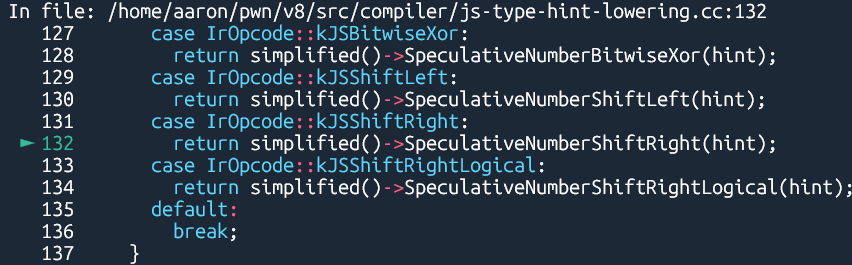 In file: /home/aaron/pwn/v8/src/compiler/js-type-hint-lowering.cc:132
127 case IrOpcode::kJSBitwiseXor:
128 return simplified()->SpeculativeNumberBitwiseXor(hint);
129 case IrOpcode::kJSShiftLeft:
130 return simplified()->SpeculativeNumberShiftLeft(hint);
131 case IrOpcode::kJSShiftRight:
► 132 return simplified()->SpeculativeNumberShiftRight(hint);
133 case IrOpcode::kJSShiftRightLogical:
134 return simplified()->SpeculativeNumberShiftRightLogical(hint);
135 default:
136 break;
137 }